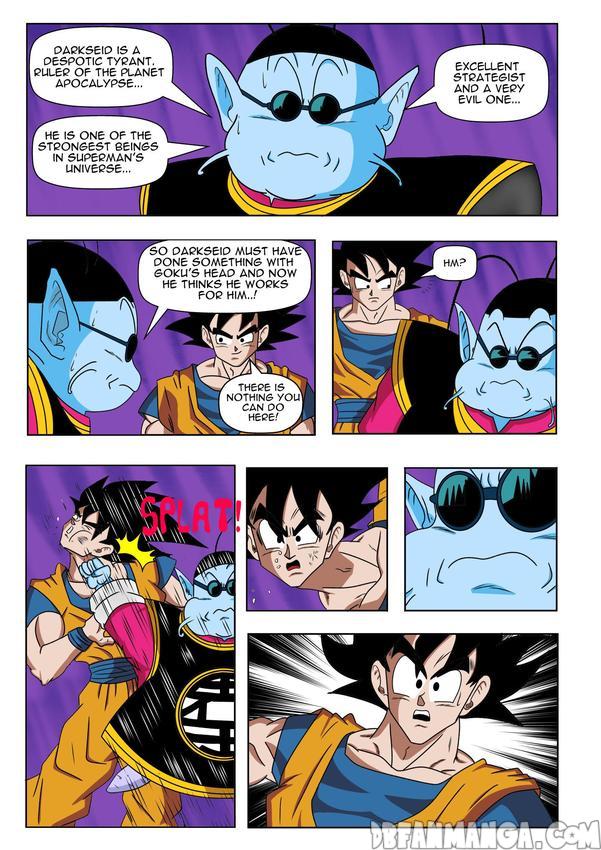 DARKSEID IS A
DESPOTIC TYRANT.
RULER OF THE PLANET
APOCALYPSE...
EXCELLENT
STRATEGIST
AND A VERY
EVIL ONE...
HE IS ONE OF THE
STRONGEST BEINGS
IN SUPERMAN'S
UNIVERSE...
SO DARKSEID MUST HAVE
DONE SOMETHING WITH
GOKU'S HEAD AND NOW
HE THINKS HE WORKS
FOR HIM..!
THERE IS
NOTHING YOU
CAN DO
HERE!
HM?
SPLAT!
DBFANMANGA.COM